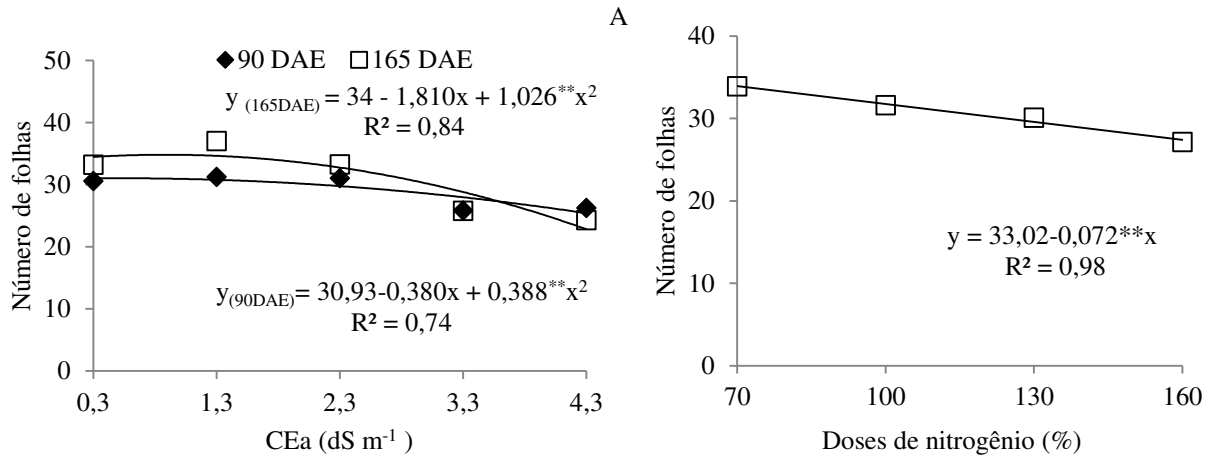 A
50
40
30
20
10
0
Número de folhas
90 DAE 165 DAE
y (165DAE) = 34 - 1,810x + 1,026**x²
R² = 0,84
y(90DAE)= 30,93-0,380x + 0,388**x²
R² = 0,74
0,3 1,3 2,3 3,3 4,3
CEa (dS m⁻¹ )
40
30
20
10
0
Número de folhas
y = 33,02-0,072**x
R² = 0,98
70 100 130 160
Doses de nitrogênio (%)